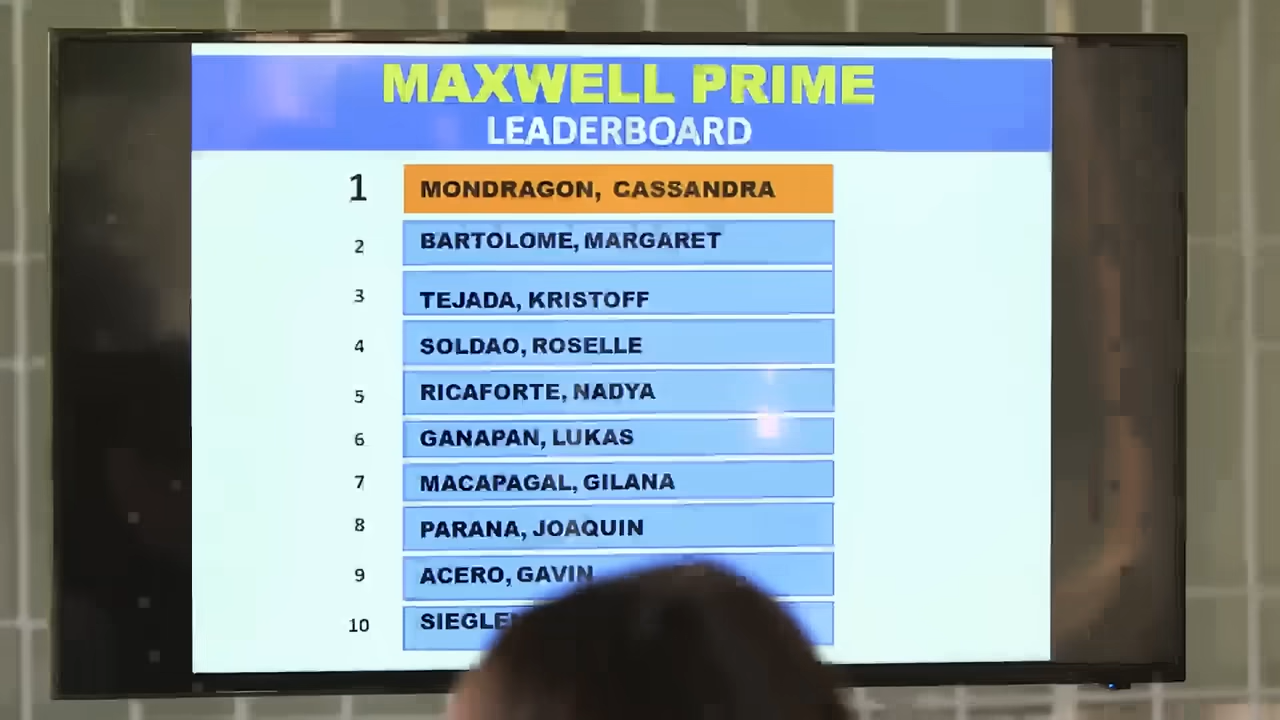 MAXWELL PRIME
LEADERBOARD
1 MONDRAGON, CASSANDRA
2 BARTOLOME, MARGARET
3 TEJADA, KRISTOFF
4 SOLDAO, ROSELLE
5 RICAFORTE, NADYA
6 GANAPAN, LUKAS
7 MACAPAGAL, GILANA
8 PARANA, JOAQUIN
9 ACERO, GAVIN
10